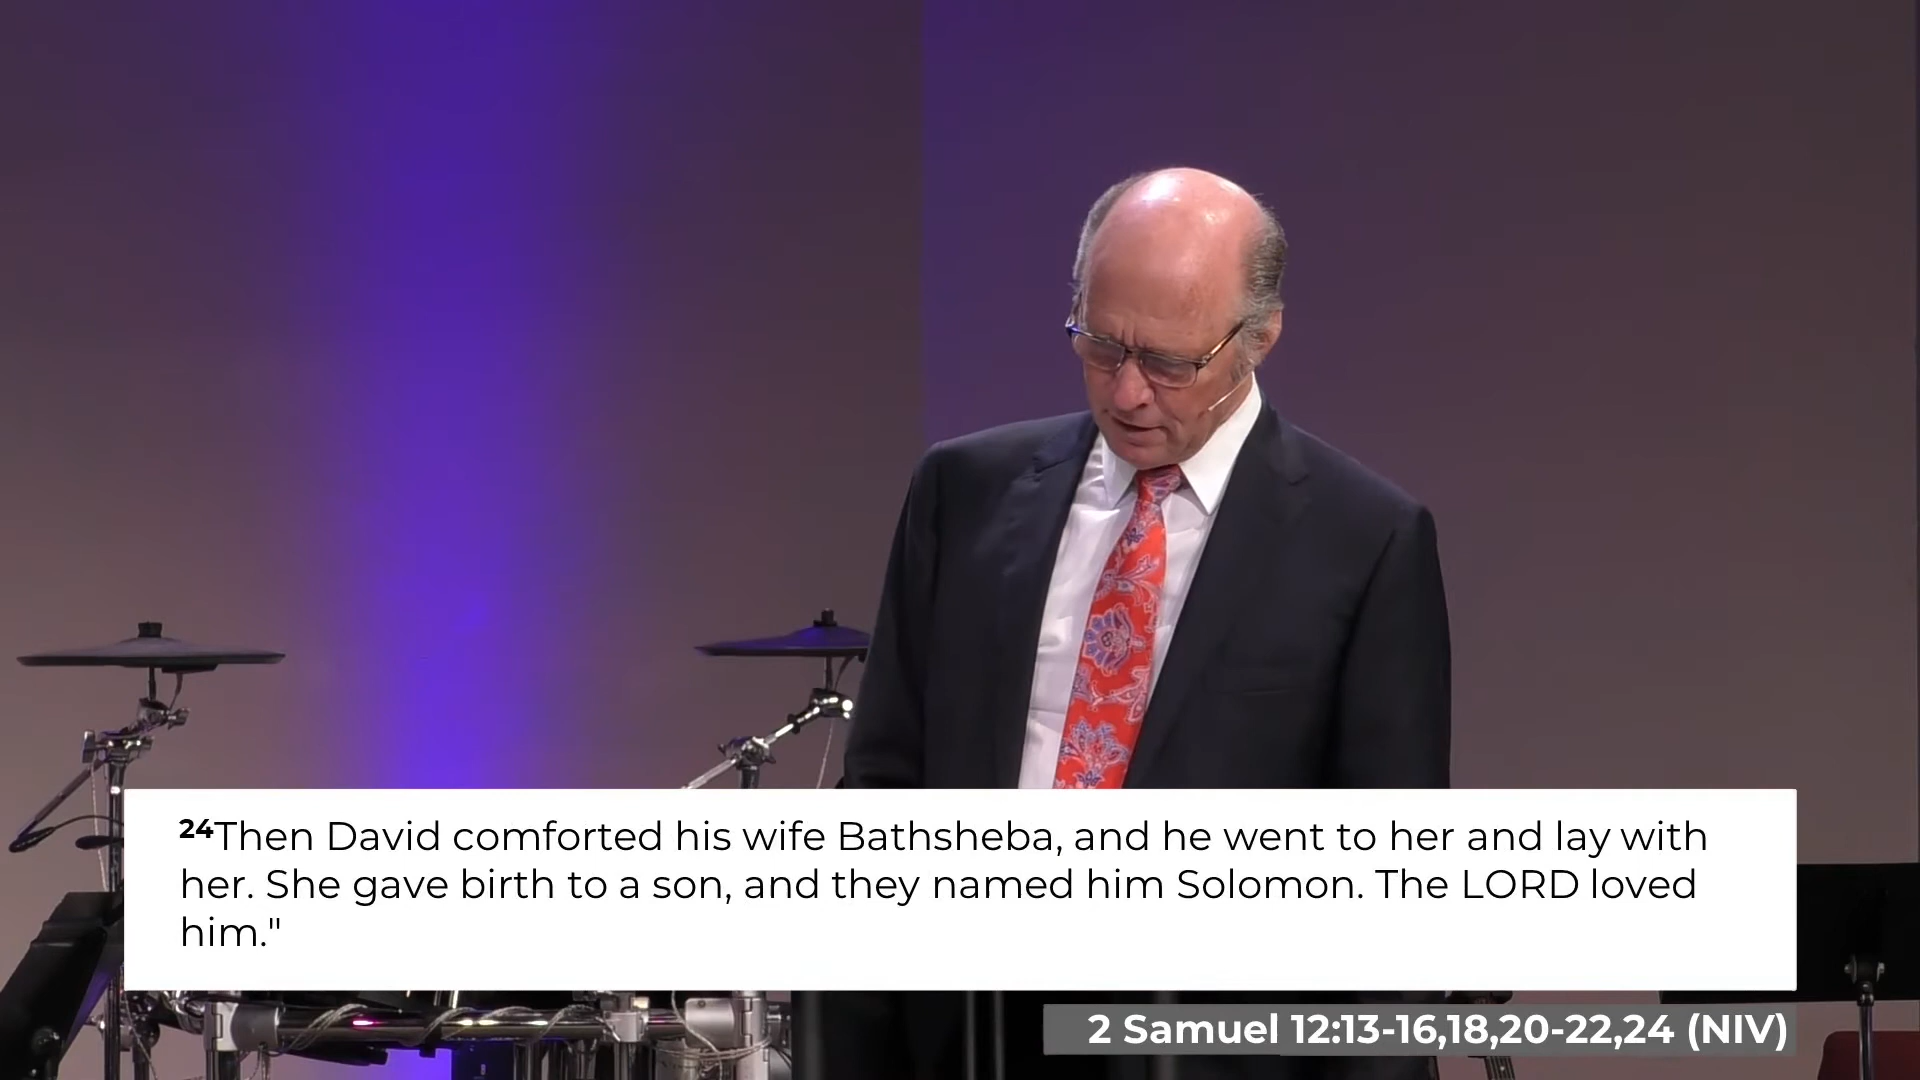 24Then David comforted his wife Bathsheba, and he went to her and lay with
her. She gave birth to a son, and they named him Solomon. The LORD loved
him."
2 Samuel 12:13-16,18,20-22,24 (NIV)